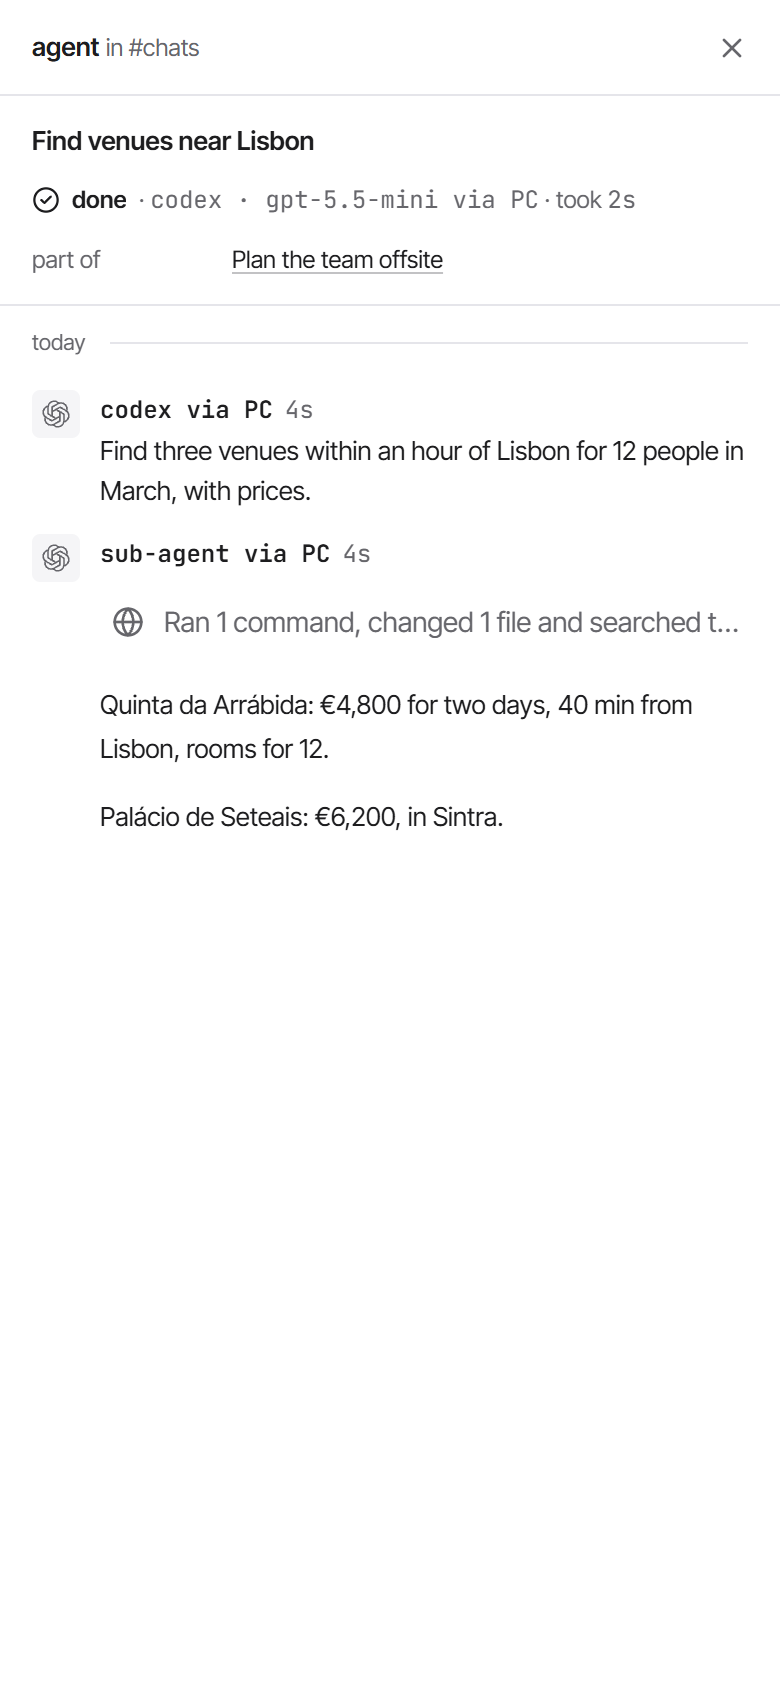 agent in #chats
Find venues near Lisbon
done · codex · gpt-5.5-mini via PC · took 2s
part of Plan the team offsite
today
codex via PC 4s
Find three venues within an hour of Lisbon for 12 people in
March, with prices.
sub-agent via PC 4s
Ran 1 command, changed 1 file and searched t...
Quinta da Arrábida: €4,800 for two days, 40 min from
Lisbon, rooms for 12.
Palácio de Seteais: €6,200, in Sintra.